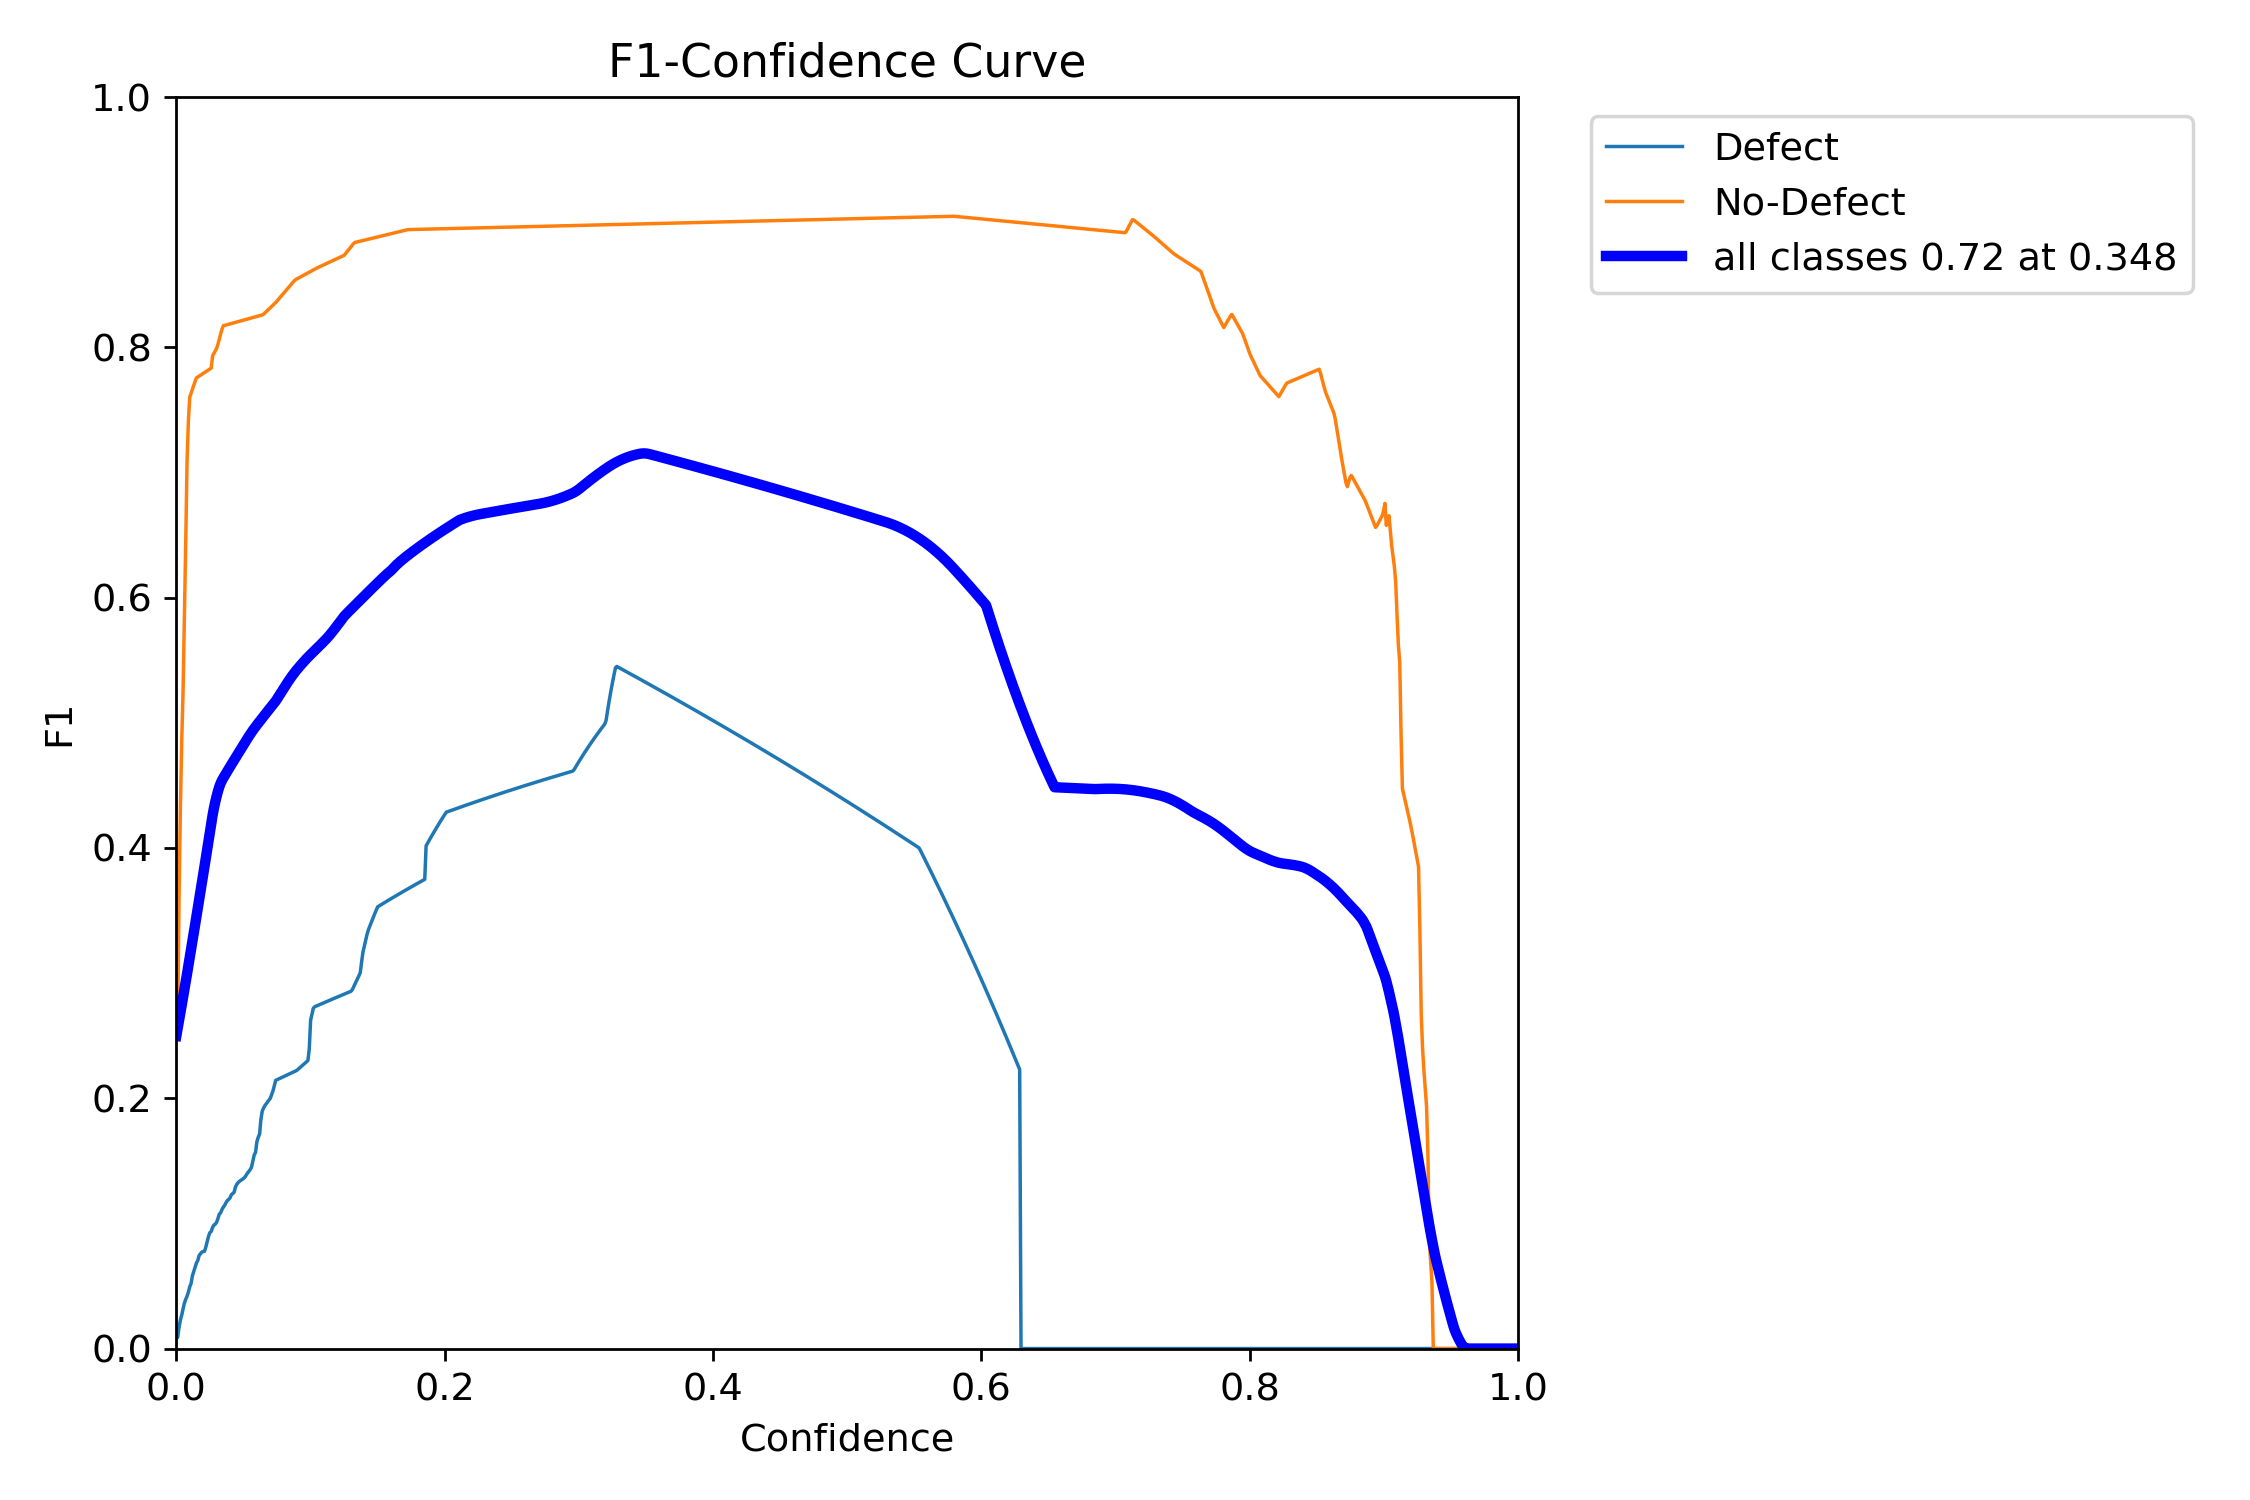 F1-Confidence Curve
1.0
0.8
0.6
0.4
0.2
0.0
F1
0.0 0.2 0.4 0.6 0.8 1.0
Confidence
Defect
No-Defect
all classes 0.72 at 0.348